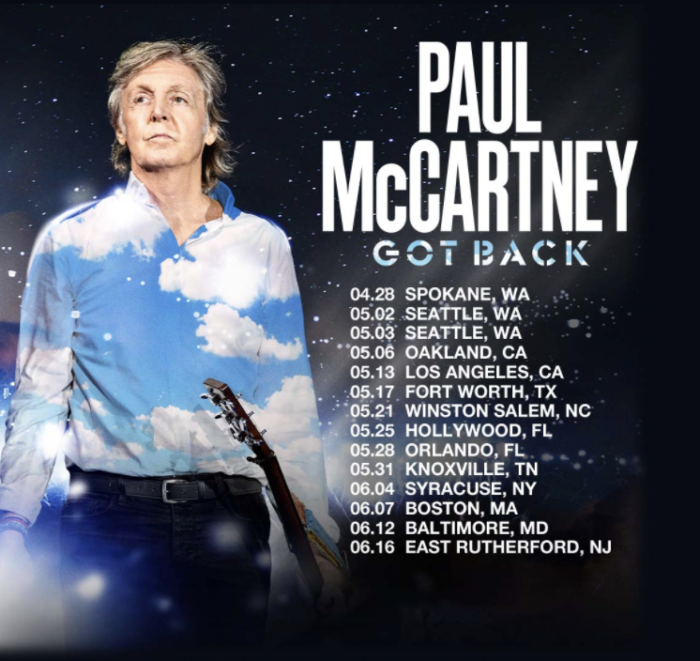 PAUL
McCARTNEY
GOT BACK
04.28 SPOKANE, WA
05.02 SEATTLE, WA
05.03 SEATTLE, WA
05.06 OAKLAND, CA
05.13 LOS ANGELES, CA
05.17 FORT WORTH, TX
05.21 WINSTON SALEM, NC
05.25 HOLLYWOOD, FL
05.28 ORLANDO, FL
05.31 KNOXVILLE, TN
06.04 SYRACUSE, NY
06.07 BOSTON, MA
06.12 BALTIMORE, MD
06.16 EAST RUTHERFORD, NJ